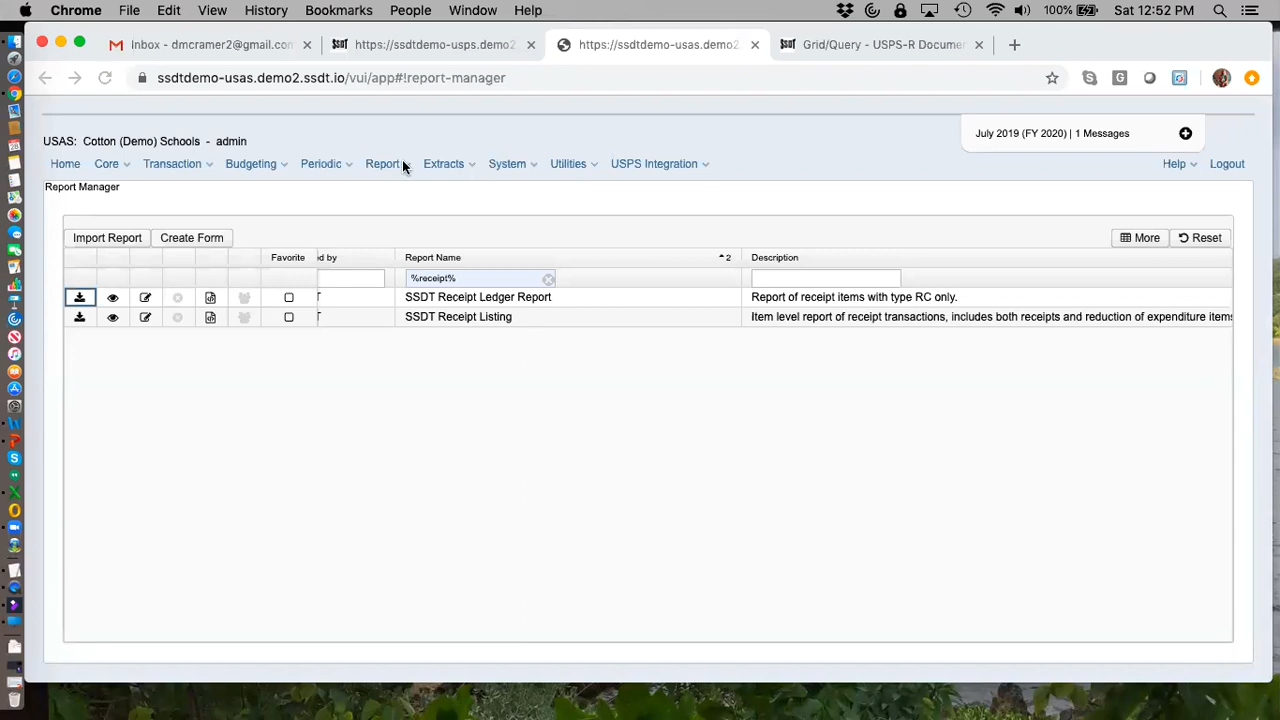 Chrome File Edit View History Bookmarks People Window Help 100% Sat 12:52 PM
Inbox - dmcramer2@gmail.con https://ssdtdemo-usps.demo2 https://ssdtdemo-usas.demo2 Grid/Query - USPS-R Documen
ssdtdemo-usas.demo2.ssdt.io/vui/app#!report-manager
July 2019 (FY 2020) | 1 Messages
USAS: Cotton (Demo) Schools - admin
Home Core Transaction Budgeting Periodic Report Extracts System Utilities USPS Integration Help Logout
Report Manager
Import Report Create Form More Reset
Favorite d by Report Name 2 Description
%receipt%
T SSDT Receipt Ledger Report Report of receipt items with type RC only.
T SSDT Receipt Listing Item level report of receipt transactions, includes both receipts and reduction of expenditure items